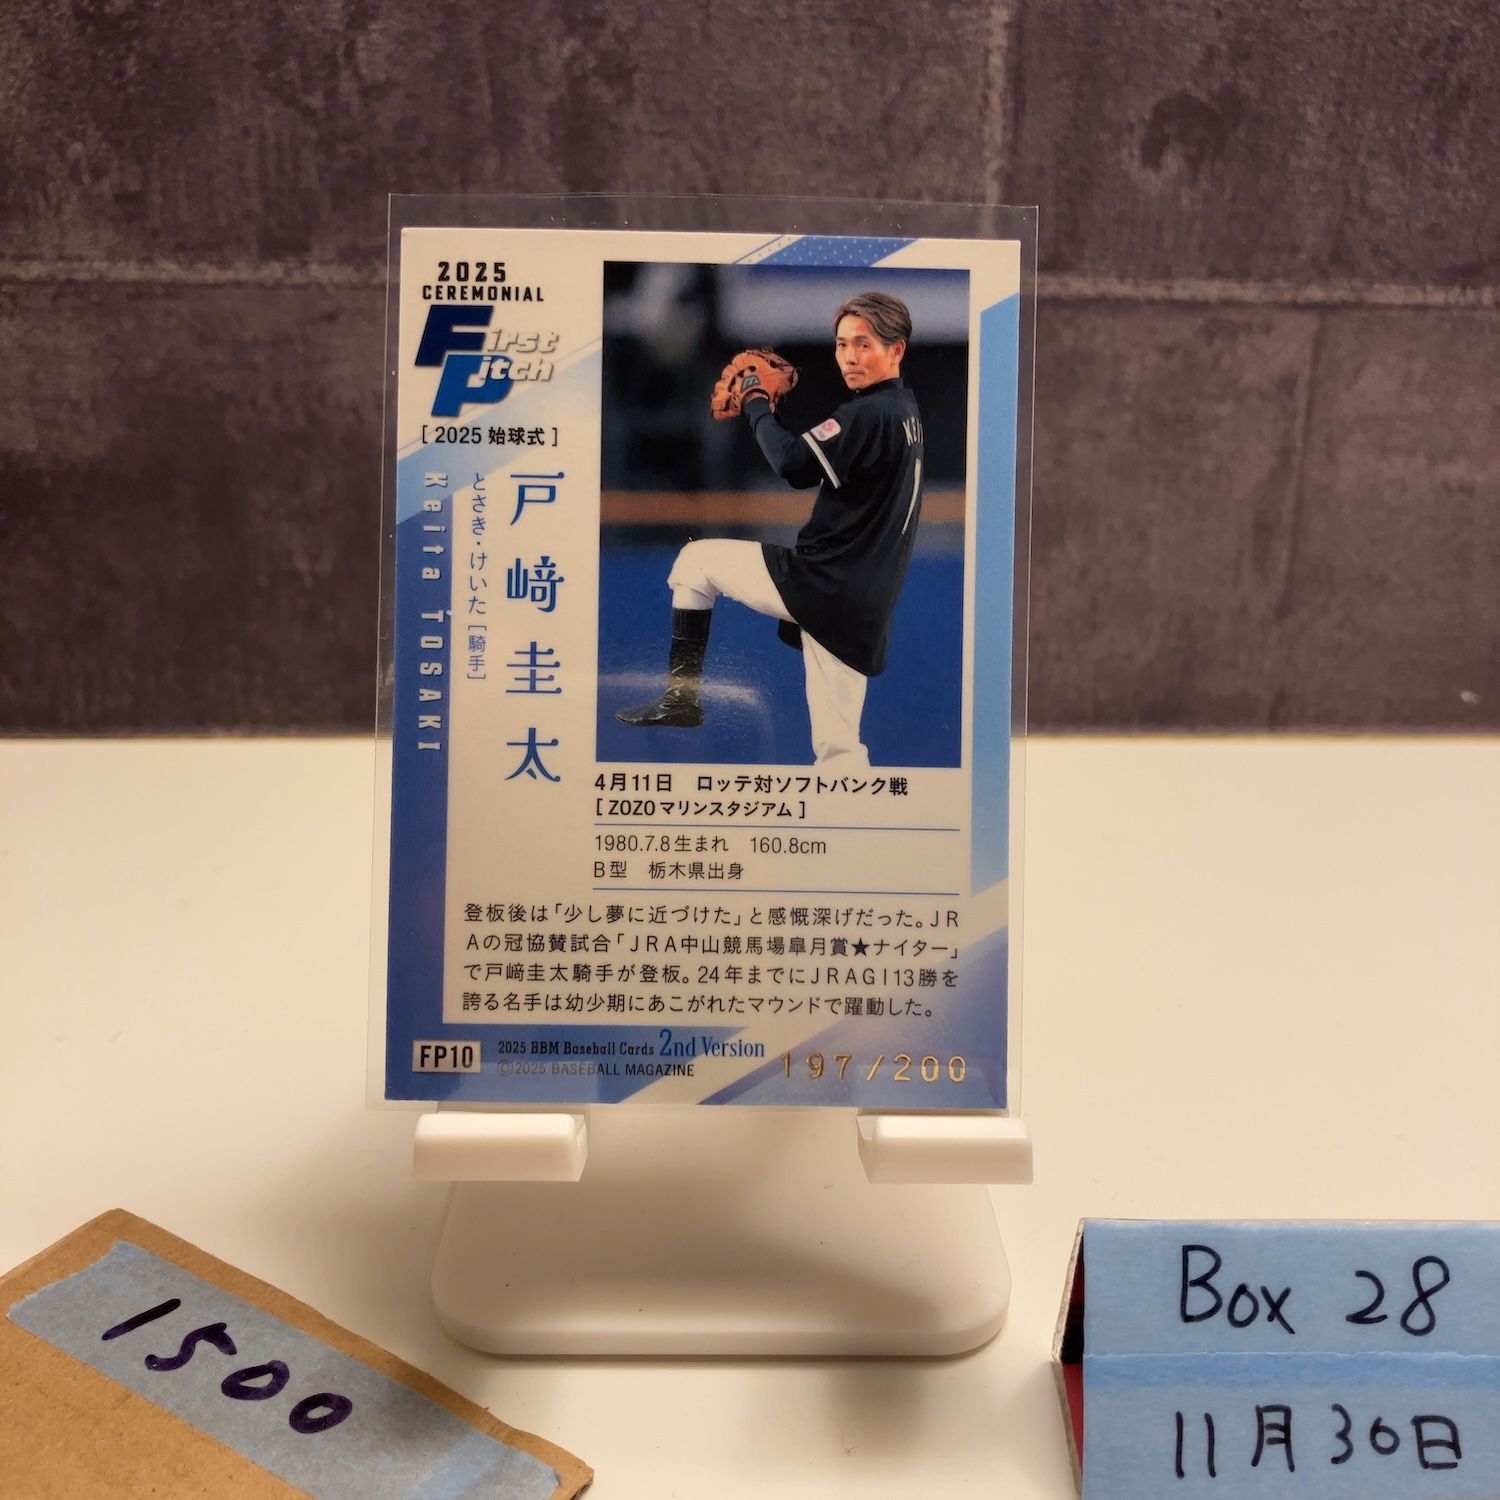 2025
CEREMONIAL
First
Pitch
[ 2025 始球式 ]
戸﨑圭太
とさき・けいた［騎手］
Keita TOSAKI
KEI
1
4月11日　ロッテ対ソフトバンク戦
[ ZOZOマリンスタジアム ]
1980.7.8生まれ　160.8cm
B型　栃木県出身
登板後は「少し夢に近づけた」と感慨深げだった。JR
Aの冠協賛試合「JRA中山競馬場皐月賞★ナイター」
で戸﨑圭太騎手が登板。24年までにJRAGI13勝を
誇る名手は幼少期にあこがれたマウンドで躍動した。
FP10
2025 BBM Baseball Cards 2nd Version
©2025 BASEBALL MAGAZINE
197/200
1500
Box 28
11月30日